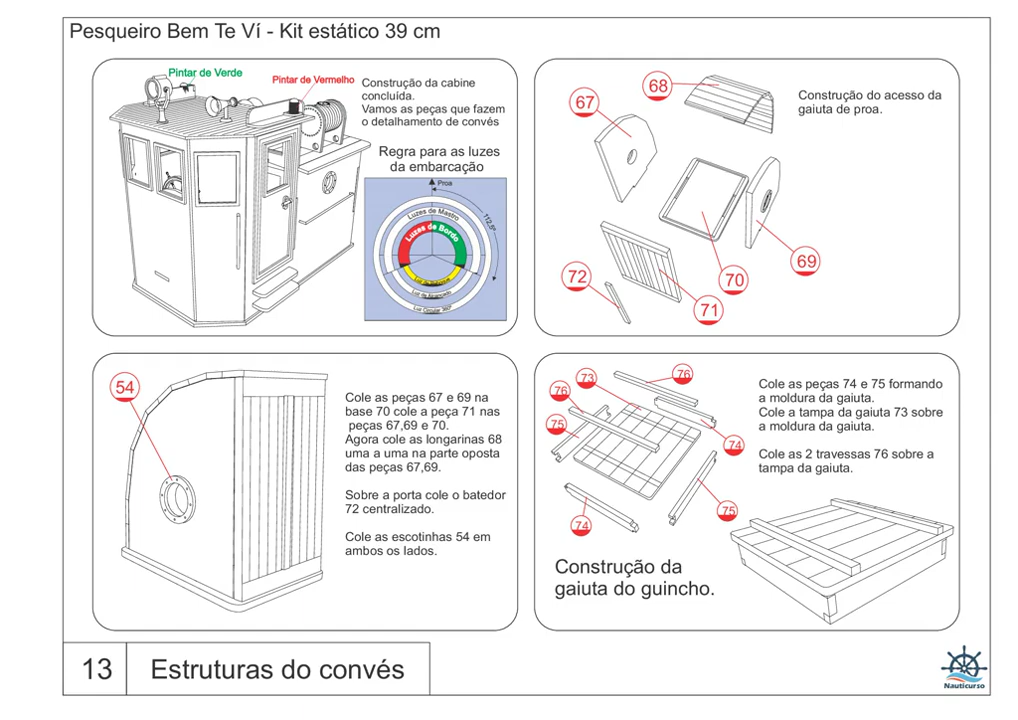 Pesqueiro Bem Te Ví - Kit estático 39 cm
Pintar de Verde
Pintar de Vermelho
Construção da cabine
concluída.
Vamos as peças que fazem
o detalhamento de convés
Regra para as luzes
da embarcação
Proa
112,5°
Luzes de Mastro
Luzes de Bordo
Luz de Alcançado
Luz Circular 360º
67
68
Construção do acesso da
gaiuta de proa.
69
70
71
72
54
Cole as peças 67 e 69 na
base 70 cole a peça 71 nas
peças 67,69 e 70.
Agora cole as longarinas 68
uma a uma na parte oposta
das peças 67,69.
Sobre a porta cole o batedor
72 centralizado.
Cole as escotinhas 54 em
ambos os lados.
76
73
76
75
74
75
74
Cole as peças 74 e 75 formando
a moldura da gaiuta.
Cole a tampa da gaiuta 73 sobre
a moldura da gaiuta.
Cole as 2 travessas 76 sobre a
tampa da gaiuta.
Construção da
gaiuta do guincho.
13
Estruturas do convés
Nauticurso